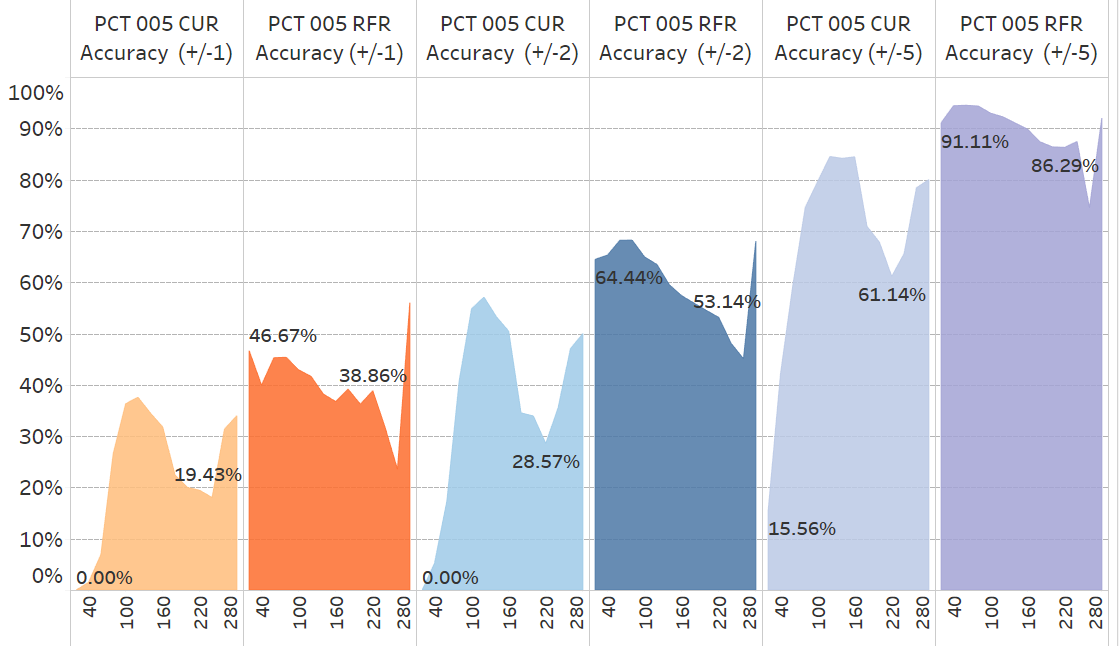 PCT 005 CUR Accuracy (+/-1)
PCT 005 RFR Accuracy (+/-1)
PCT 005 CUR Accuracy (+/-2)
PCT 005 RFR Accuracy (+/-2)
PCT 005 CUR Accuracy (+/-5)
PCT 005 RFR Accuracy (+/-5)
100%
90%
80%
70%
60%
50%
40%
30%
20%
10%
0%
0.00%
19.43%
46.67%
38.86%
0.00%
28.57%
64.44%
53.14%
15.56%
61.14%
91.11%
86.29%
40 100 160 220 280
40 100 160 220 280
40 100 160 220 280
40 100 160 220 280
40 100 160 220 280
40 100 160 220 280